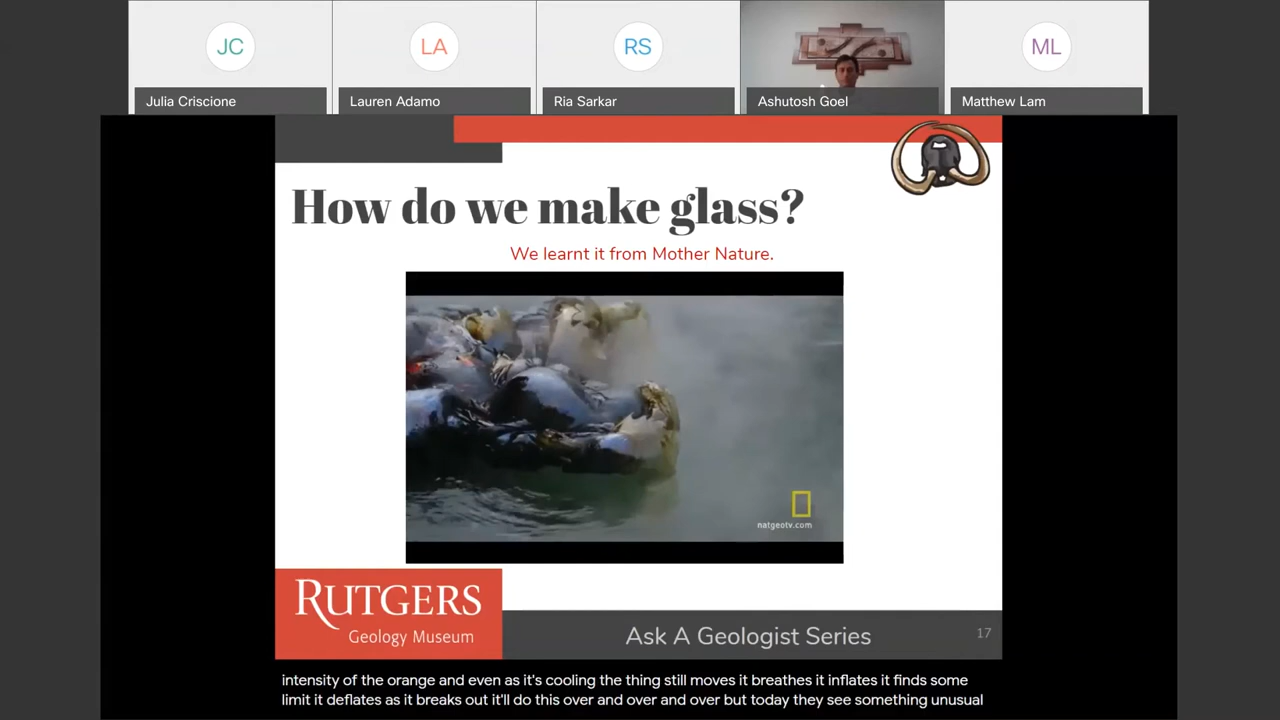 JC
LA
RS
ML
Julia Criscione
Lauren Adamo
Ria Sarkar
Ashutosh Goel
Matthew Lam
How do we make glass?
We learnt it from Mother Nature.
natgeotv.com
RUTGERS
Geology Museum
Ask A Geologist Series
17
intensity of the orange and even as it's cooling the thing still moves it breathes it inflates it finds some
limit it deflates as it breaks out it'll do this over and over and over but today they see something unusual